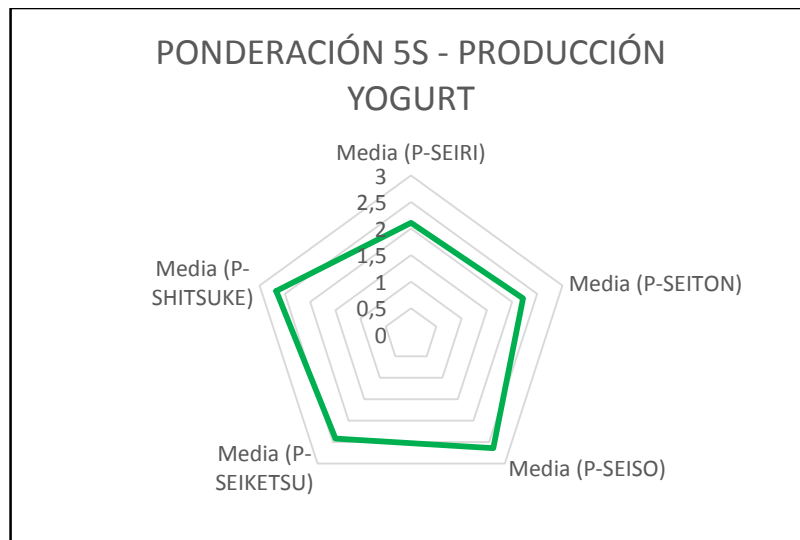 PONDERACIÓN 5S - PRODUCCIÓN
YOGURT
Media (P-SEIRI)
3
2,5
2
1,5
1
0,5
0
Media (P-SEITON)
Media (P-SEISO)
Media (P-
SEIKETSU)
Media (P-
SHITSUKE)